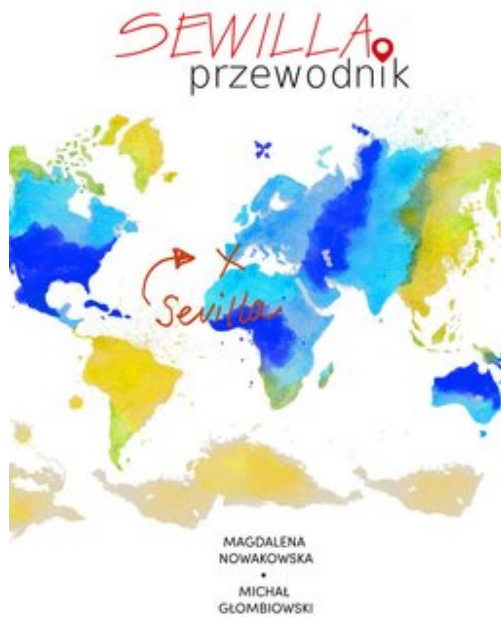 SEWILLA
przewodnik
Sevilla
MAGDALENA
NOWAKOWSKA
•
MICHAŁ
GŁOMBIOWSKI